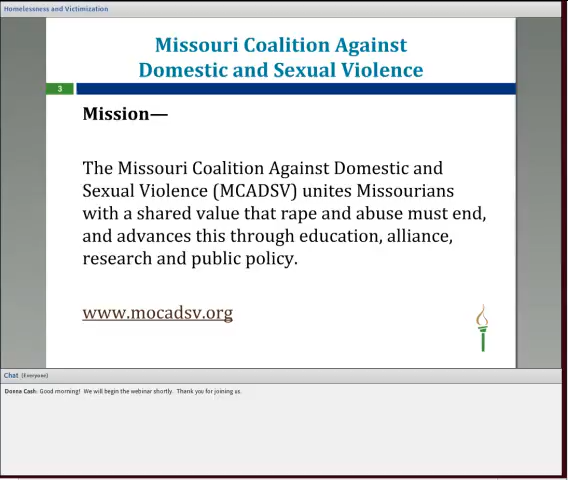 Homelessness and Victimization
Missouri Coalition Against
Domestic and Sexual Violence
3
Mission—
The Missouri Coalition Against Domestic and
Sexual Violence (MCADSV) unites Missourians
with a shared value that rape and abuse must end,
and advances this through education, alliance,
research and public policy.
www.mocadsv.org
Chat (Everyone)
Donna Cash: Good morning! We will begin the webinar shortly. Thank you for joining us.